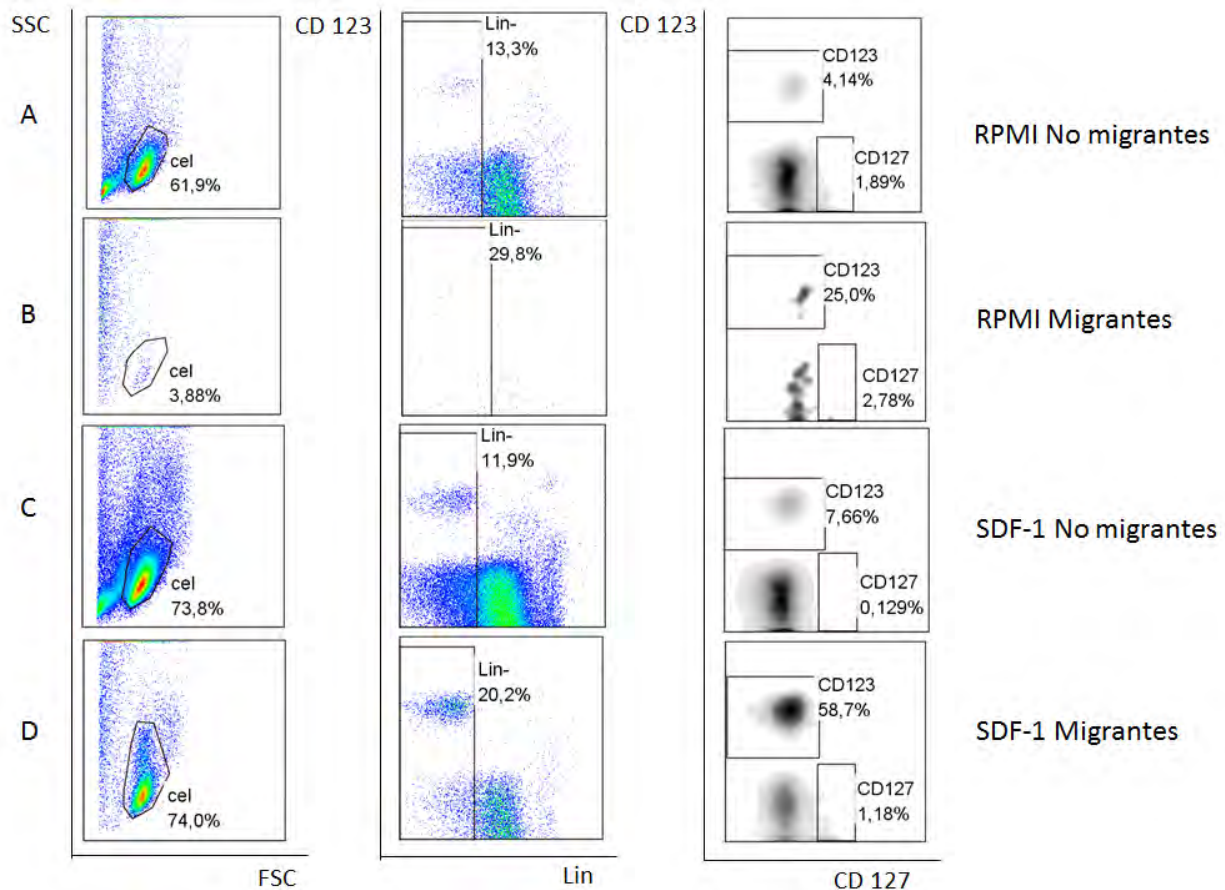 SSC
CD 123
CD 123
A
cel
61,9%
Lin-
13,3%
CD123
4,14%
CD127
1,89%
RPMI No migrantes
B
cel
3,88%
Lin-
29,8%
CD123
25,0%
CD127
2,78%
RPMI Migrantes
C
cel
73,8%
Lin-
11,9%
CD123
7,66%
CD127
0,129%
SDF-1 No migrantes
D
cel
74,0%
Lin-
20,2%
CD123
58,7%
CD127
1,18%
SDF-1 Migrantes
FSC
Lin
CD 127